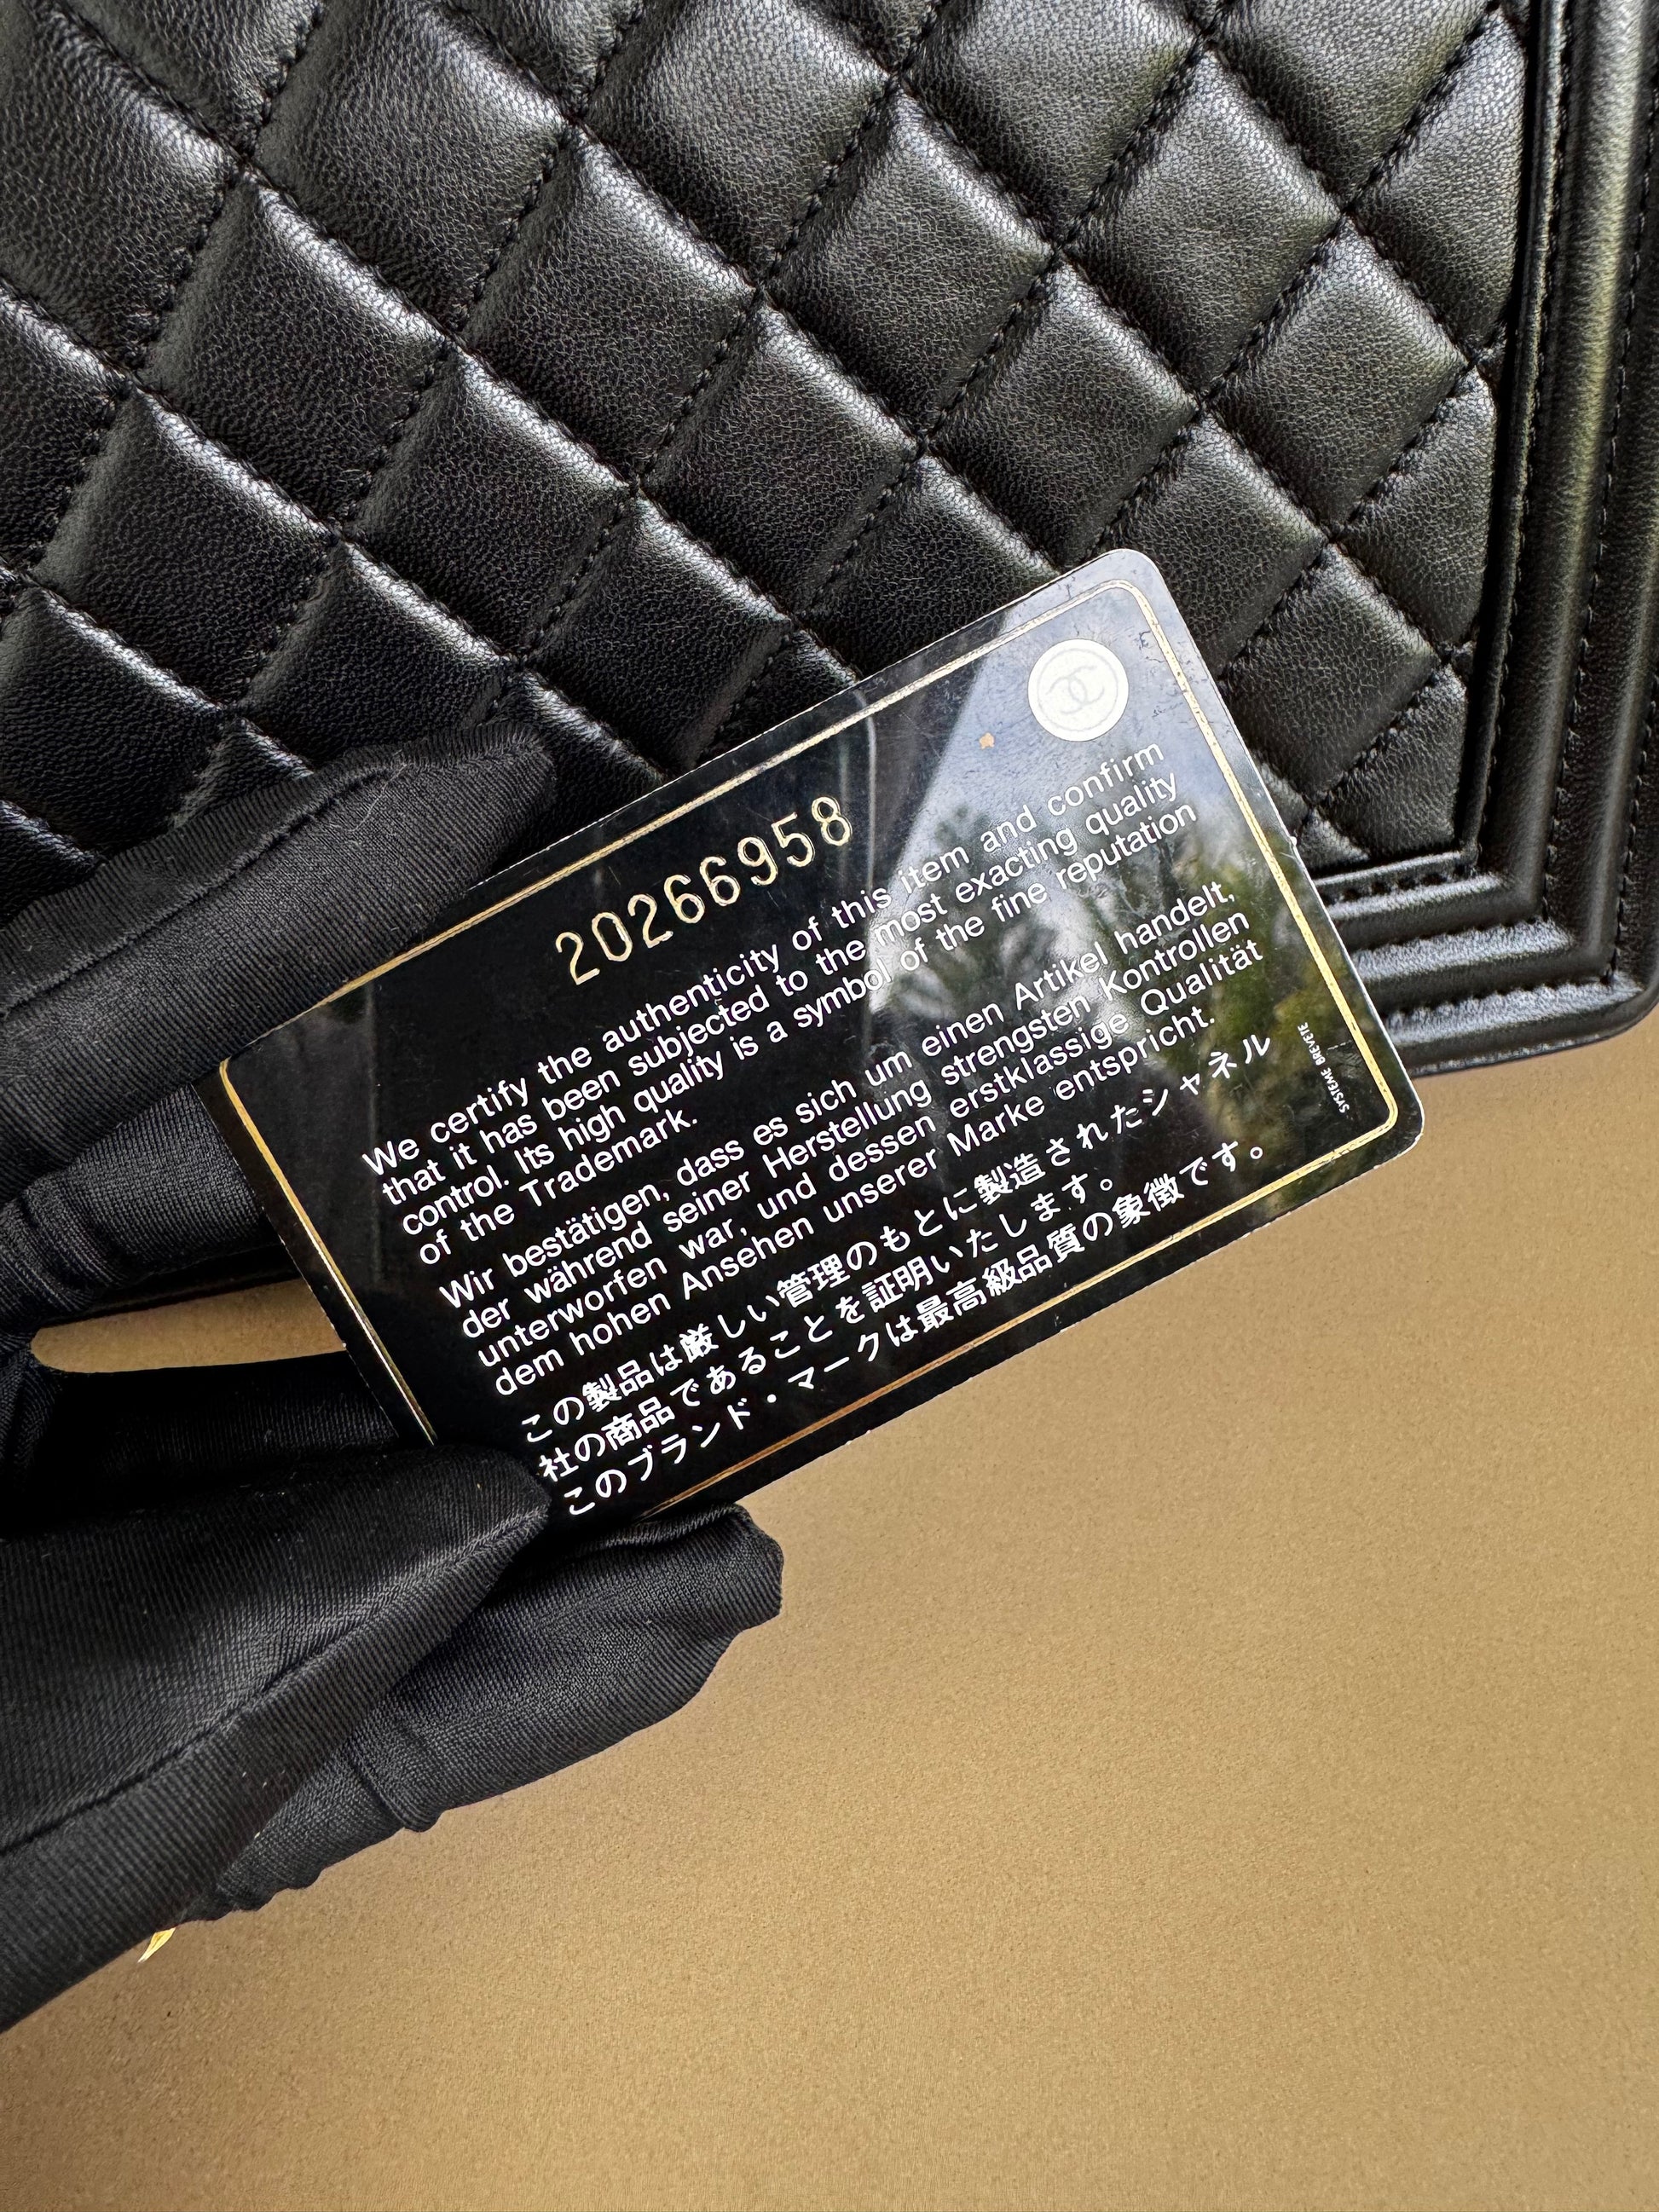 20266958
We certify the authenticity of this item and confirm
that it has been subjected to the most exacting quality
control. Its high quality is a symbol of the fine reputation
of the Trademark.
Wir bestätigen, dass es sich um einen Artikel handelt,
der während seiner Herstellung strengsten Kontrollen
unterworfen war, und dessen erstklassige Qualität
dem hohen Ansehen unserer Marke entspricht.
この製品は厳しい管理のもとに製造されたシャネル
社の商品であることを証明いたします。
このブランド・マークは最高級品質の象徴です。
SYSTEME BREVETE